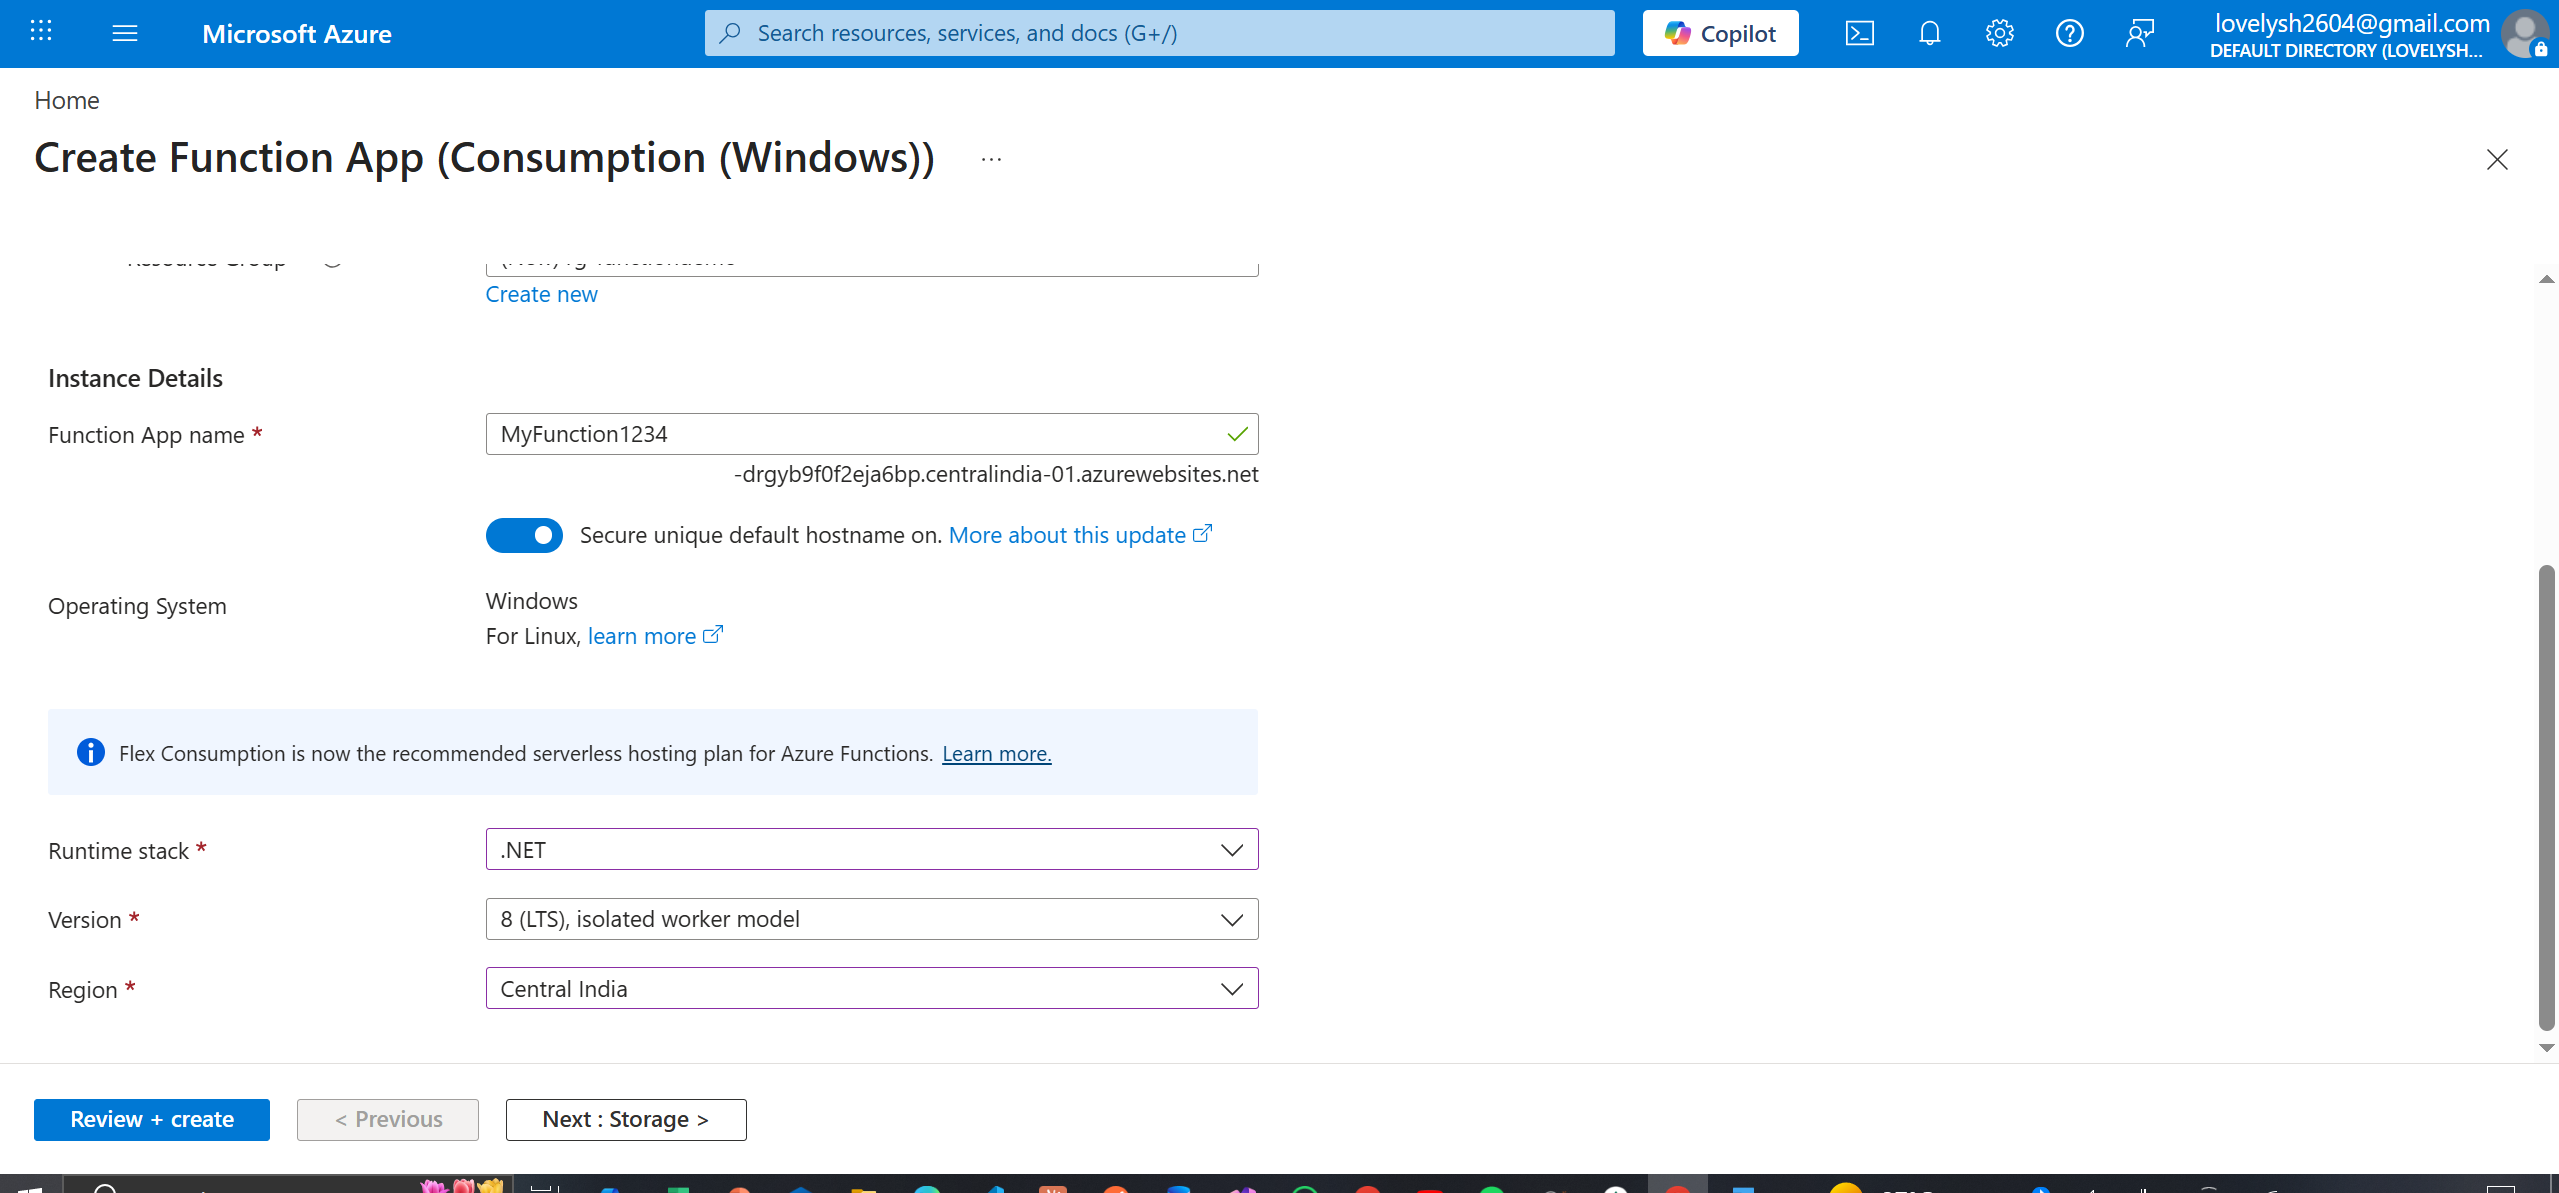 Microsoft Azure
Search resources, services, and docs (G+/)
Copilot
lovelysh2604@gmail.com
DEFAULT DIRECTORY (LOVELYSH...
Home
Create Function App (Consumption (Windows))
...
Resource Group
Create new
Instance Details
Function App name *
MyFunction1234
-drgyb9f0f2eja6bp.centralindia-01.azurewebsites.net
Secure unique default hostname on. More about this update
Operating System
Windows
For Linux, learn more
Flex Consumption is now the recommended serverless hosting plan for Azure Functions. Learn more.
Runtime stack *
.NET
Version *
8 (LTS), isolated worker model
Region *
Central India
Review + create
< Previous
Next : Storage >